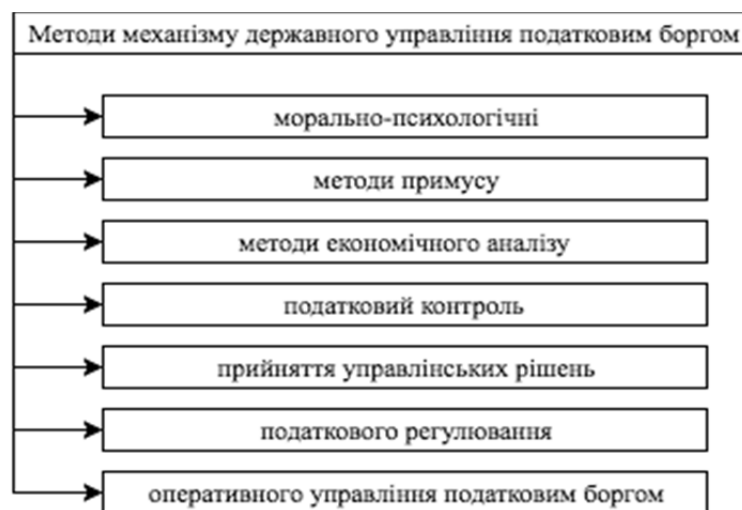 Методи механізму державного управління податковим боргом
морально-психологічні
методи примусу
методи економічного аналізу
податковий контроль
прийняття управлінських рішень
податкового регулювання
оперативного управління податковим боргом